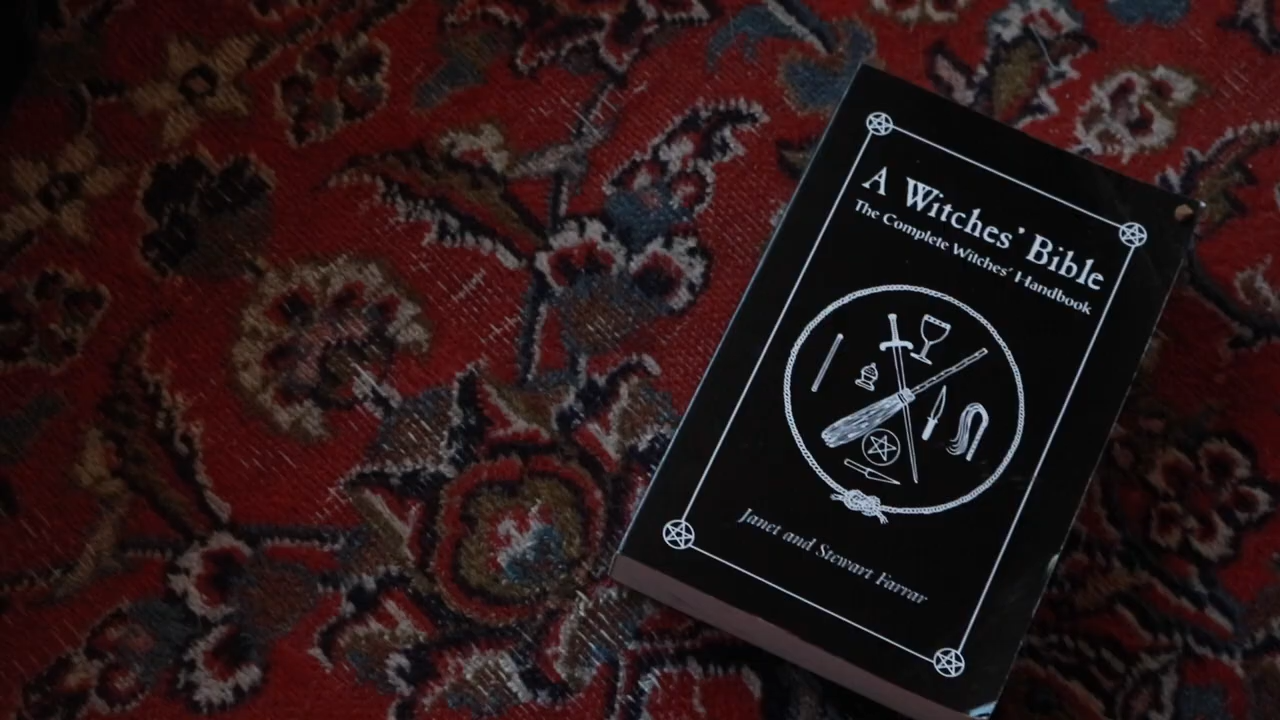 A Witches' Bible
The Complete Witches' Handbook
Janet and Stewart Farrar